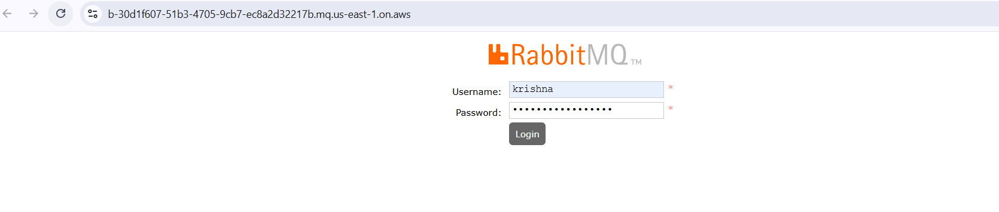 b-30d1f607-51b3-4705-9cb7-ec8a2d32217b.mq.us-east-1.on.aws
RabbitMQ TM
Username: krishna *
Password: ••••••••••••••••• *
Login